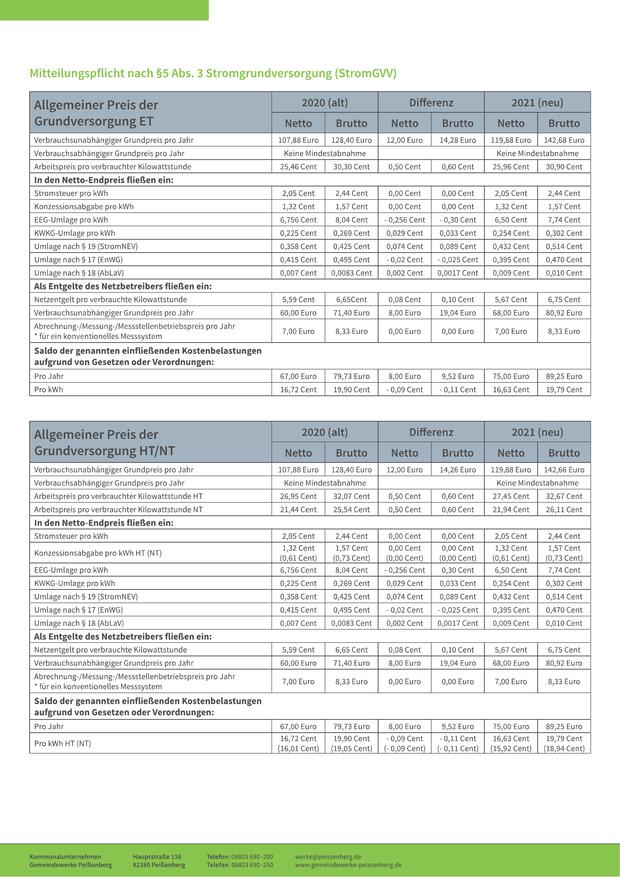 Mitteilungspflicht nach §5 Abs. 3 Stromgrundversorgung (StromGVV)
Allgemeiner Preis der Grundversorgung ET 2020 (alt) Differenz 2021 (neu)
Netto Brutto Netto Brutto Netto Brutto
Verbrauchsunabhängiger Grundpreis pro Jahr 107,88 Euro 128,40 Euro 12,00 Euro 14,28 Euro 119,88 Euro 142,68 Euro
Verbrauchsabhängiger Grundpreis pro Jahr Keine Mindestabnahme Keine Mindestabnahme
Arbeitspreis pro verbrauchter Kilowattstunde 25,46 Cent 30,30 Cent 0,50 Cent 0,60 Cent 25,96 Cent 30,90 Cent
In den Netto-Endpreis fließen ein:
Stromsteuer pro kWh 2,05 Cent 2,44 Cent 0,00 Cent 0,00 Cent 2,05 Cent 2,44 Cent
Konzessionsabgabe pro kWh 1,32 Cent 1,57 Cent 0,00 Cent 0,00 Cent 1,32 Cent 1,57 Cent
EEG-Umlage pro kWh 6,756 Cent 8,04 Cent - 0,256 Cent - 0,30 Cent 6,50 Cent 7,74 Cent
KWKG-Umlage pro kWh 0,225 Cent 0,269 Cent 0,029 Cent 0,033 Cent 0,254 Cent 0,302 Cent
Umlage nach § 19 (StromNEV) 0,358 Cent 0,425 Cent 0,074 Cent 0,089 Cent 0,432 Cent 0,514 Cent
Umlage nach § 17 (EnWG) 0,415 Cent 0,495 Cent - 0,02 Cent - 0,025 Cent 0,395 Cent 0,470 Cent
Umlage nach § 18 (AbLaV) 0,007 Cent 0,0083 Cent 0,002 Cent 0,0017 Cent 0,009 Cent 0,010 Cent
Als Entgelte des Netzbetreibers fließen ein:
Netzentgelt pro verbrauchte Kilowattstunde 5,59 Cent 6,65Cent 0,08 Cent 0,10 Cent 5,67 Cent 6,75 Cent
Verbrauchsunabhängiger Grundpreis pro Jahr 60,00 Euro 71,40 Euro 8,00 Euro 19,04 Euro 68,00 Euro 80,92 Euro
Abrechnung-/Messung-/Messstellenbetriebspreis pro Jahr
* für ein konventionelles Messsystem 7,00 Euro 8,33 Euro 0,00 Euro 0,00 Euro 7,00 Euro 8,33 Euro
Saldo der genannten einfließenden Kostenbelastungen
aufgrund von Gesetzen oder Verordnungen:
Pro Jahr 67,00 Euro 79,73 Euro 8,00 Euro 9,52 Euro 75,00 Euro 89,25 Euro
Pro kWh 16,72 Cent 19,90 Cent - 0,09 Cent - 0,11 Cent 16,63 Cent 19,79 Cent
Allgemeiner Preis der Grundversorgung HT/NT 2020 (alt) Differenz 2021 (neu)
Netto Brutto Netto Brutto Netto Brutto
Verbrauchsunabhängiger Grundpreis pro Jahr 107,88 Euro 128,40 Euro 12,00 Euro 14,26 Euro 119,88 Euro 142,66 Euro
Verbrauchsabhängiger Grundpreis pro Jahr Keine Mindestabnahme Keine Mindestabnahme
Arbeitspreis pro verbrauchter Kilowattstunde HT 26,95 Cent 32,07 Cent 0,50 Cent 0,60 Cent 27,45 Cent 32,67 Cent
Arbeitspreis pro verbrauchter Kilowattstunde NT 21,44 Cent 25,54 Cent 0,50 Cent 0,60 Cent 21,94 Cent 26,11 Cent
In den Netto-Endpreis fließen ein:
Stromsteuer pro kWh 2,05 Cent 2,44 Cent 0,00 Cent 0,00 Cent 2,05 Cent 2,44 Cent
Konzessionsabgabe pro kWh HT (NT) 1,32 Cent 1,57 Cent 0,00 Cent 0,00 Cent 1,32 Cent 1,57 Cent
(0,61 Cent) (0,73 Cent) (0,00 Cent) (0,00 Cent) (0,61 Cent) (0,73 Cent)
EEG-Umlage pro kWh 6,756 Cent 8,04 Cent - 0,256 Cent 0,30 Cent 6,50 Cent 7,74 Cent
KWKG-Umlage pro kWh 0,225 Cent 0,269 Cent 0,029 Cent 0,033 Cent 0,254 Cent 0,302 Cent
Umlage nach § 19 (StromNEV) 0,358 Cent 0,425 Cent 0,074 Cent 0,089 Cent 0,432 Cent 0,514 Cent
Umlage nach § 17 (EnWG) 0,415 Cent 0,495 Cent - 0,02 Cent - 0,025 Cent 0,395 Cent 0,470 Cent
Umlage nach § 18 (AbLaV) 0,007 Cent 0,0083 Cent 0,002 Cent 0,0017 Cent 0,009 Cent 0,010 Cent
Als Entgelte des Netzbetreibers fließen ein:
Netzentgelt pro verbrauchte Kilowattstunde 5,59 Cent 6,65 Cent 0,08 Cent 0,10 Cent 5,67 Cent 6,75 Cent
Verbrauchsunabhängiger Grundpreis pro Jahr 60,00 Euro 71,40 Euro 8,00 Euro 19,04 Euro 68,00 Euro 80,92 Euro
Abrechnung-/Messung-/Messstellenbetriebspreis pro Jahr
* für ein konventionelles Messsystem 7,00 Euro 8,33 Euro 0,00 Euro 0,00 Euro 7,00 Euro 8,33 Euro
Saldo der genannten einfließenden Kostenbelastungen
aufgrund von Gesetzen oder Verordnungen:
Pro Jahr 67,00 Euro 79,73 Euro 8,00 Euro 9,52 Euro 75,00 Euro 89,25 Euro
Pro kWh HT (NT) 16,72 Cent 19,90 Cent - 0,09 Cent - 0,11 Cent 16,63 Cent 19,79 Cent
(16,01 Cent) (19,05 Cent) (- 0,09 Cent) (- 0,11 Cent) (15,92 Cent) (18,94 Cent)
Kommunalunternehmen Hauptstraße 116 Telefon: 08803 690 -200 werke@peissenberg.de
Gemeindewerke Peißenberg 82380 Peißenberg Telefax: 08803 690 -250 www.gemeindewerke-peissenberg.de